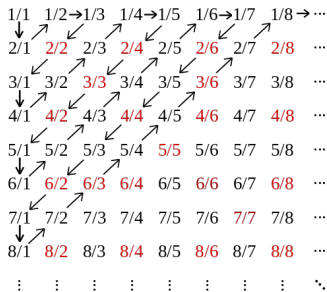 1/1 1/2 1/3 1/4 1/5 1/6 1/7 1/8 ⋯
2/1 2/2 2/3 2/4 2/5 2/6 2/7 2/8 ⋯
3/1 3/2 3/3 3/4 3/5 3/6 3/7 3/8 ⋯
4/1 4/2 4/3 4/4 4/5 4/6 4/7 4/8 ⋯
5/1 5/2 5/3 5/4 5/5 5/6 5/7 5/8 ⋯
6/1 6/2 6/3 6/4 6/5 6/6 6/7 6/8 ⋯
7/1 7/2 7/3 7/4 7/5 7/6 7/7 7/8 ⋯
8/1 8/2 8/3 8/4 8/5 8/6 8/7 8/8 ⋯
⋮ ⋮ ⋮ ⋮ ⋮ ⋮ ⋮ ⋮ ⋱